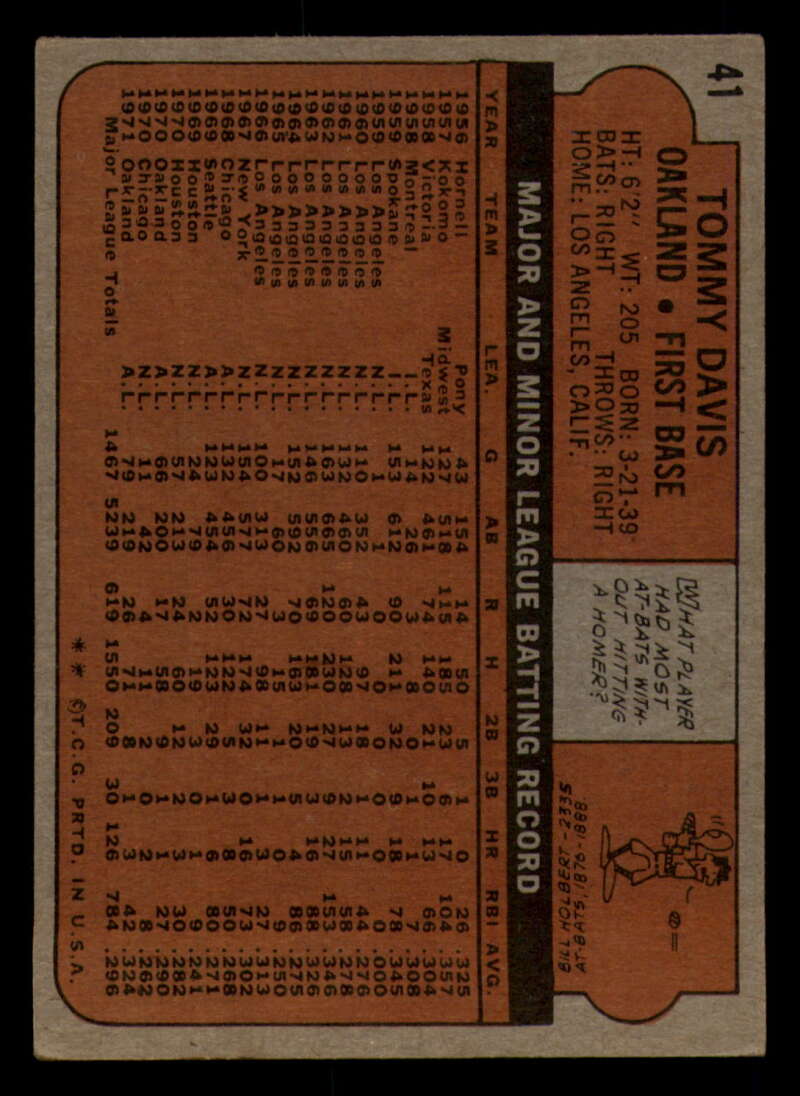 41
TOMMY DAVIS
OAKLAND • FIRST BASE
HT: 6'2" WT: 205 BORN: 3-21-39
BATS: RIGHT THROWS: RIGHT
HOME: LOS ANGELES, CALIF.
WHAT PLAYER
HAD MOST
AT-BATS WITH-
OUT HITTING
A HOMER?
BILL HOLBERT - 2335
AT-BATS, 1876-1888
MAJOR AND MINOR LEAGUE BATTING RECORD
YEAR TEAM LEA. G AB R H 2B 3B HR RBI AVG.
1956 Hornell Pony 43 154 14 50 5 1 0 26 .325
1957 Kokomo Midwest 127 518 115 185 23 6 17 104 .357
1958 Victoria Texas 122 461 74 140 21 10 13 66 .304
1958 Montreal I.L. 14 26 3 8 0 1 1 7 .308
1959 Spokane I.L. 153 612 90 211 32 9 18 78 .345
1959 Los Angeles N.L. 1 1 0 0 0 0 0 0 .000
1960 Los Angeles N.L. 110 352 43 97 18 1 11 44 .276
1961 Los Angeles N.L. 132 460 60 128 13 2 15 58 .278
1962 Los Angeles N.L. 163 665 120 230 27 9 27 153 .346
1963 Los Angeles N.L. 146 556 69 181 19 3 16 88 .326
1964 Los Angeles N.L. 152 592 70 163 20 5 14 86 .275
1965 Los Angeles N.L. 17 60 3 15 1 1 0 9 .250
1966 Los Angeles N.L. 100 313 27 98 11 1 3 27 .313
1967 New York N.L. 154 577 72 174 32 0 16 73 .302
1968 Chicago A.L. 132 456 30 122 5 3 8 50 .268
1969 Seattle A.L. 123 454 52 123 29 1 6 80 .271
1969 Houston N.L. 24 79 2 19 3 0 1 9 .241
1970 Houston N.L. 57 213 24 60 12 2 3 30 .282
1970 Oakland A.L. 66 200 17 58 9 1 1 27 .290
1970 Chicago N.L. 11 42 4 11 2 0 2 8 .262
1971 Oakland A.L. 79 219 26 71 8 1 3 42 .324
Major League Totals 1467 5239 619 1550 209 30 126 784 .296
** ©T.C.G. PRTD. IN U.S.A.